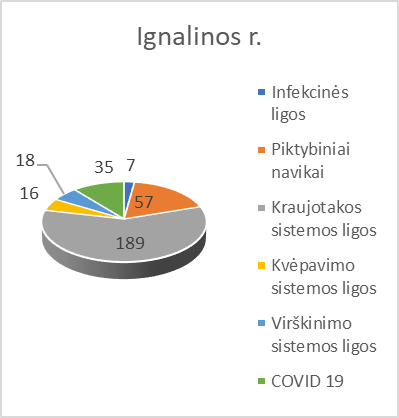 Ignalinos r.
18
35
7
16
57
189
Infekcinės
ligos
Piktybiniai
navikai
Kraujotakos
sistemos ligos
Kvėpavimo
sistemos ligos
Virškinimo
sistemos ligos
COVID 19